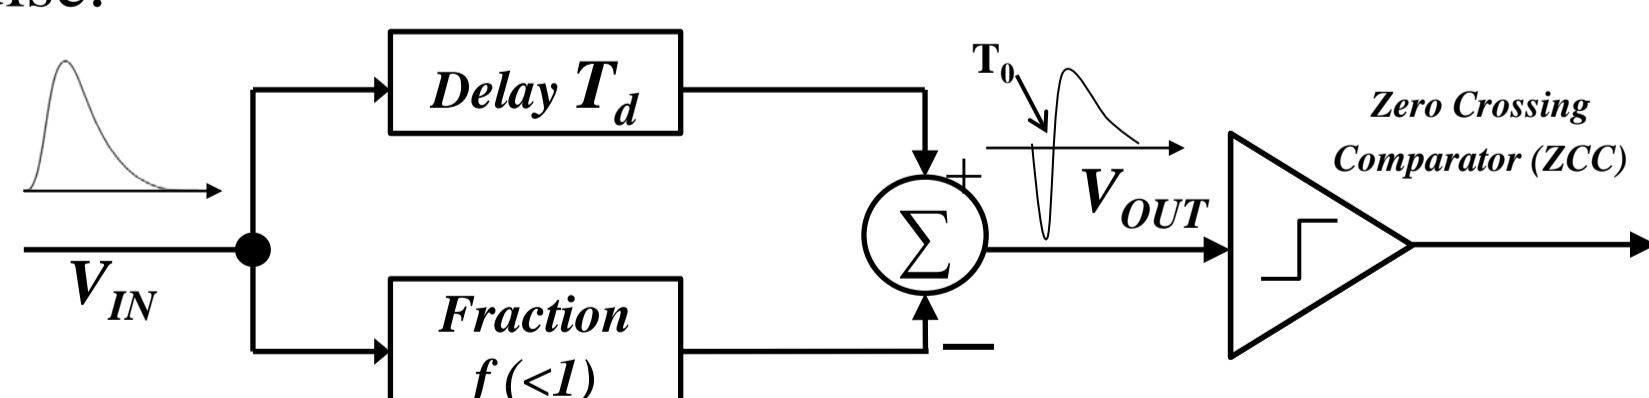 Delay T_d
T_0
Zero Crossing
Comparator (ZCC)
+
V_OUT
Σ
V_IN
Fraction
f (<1)
—